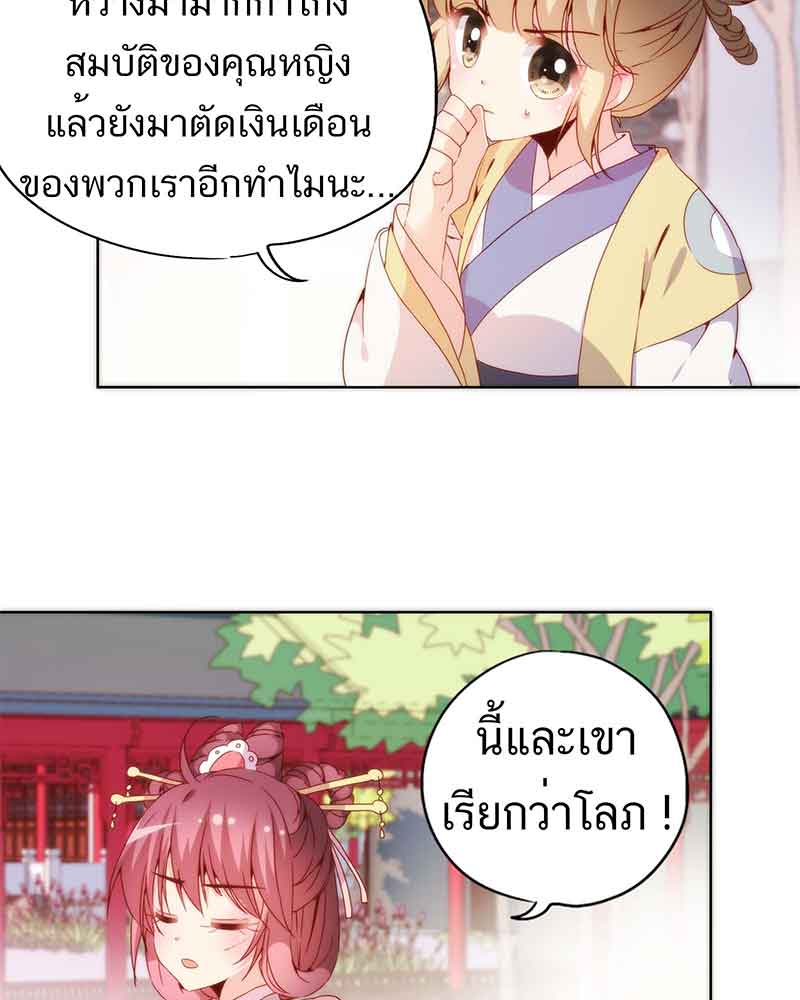 สมบัติของคุณหญิง
แล้วยังมาตัดเงินเดือน
ของพวกเราอีกทำไมนะ...
นี้และเขา
เรียกว่าโลภ !